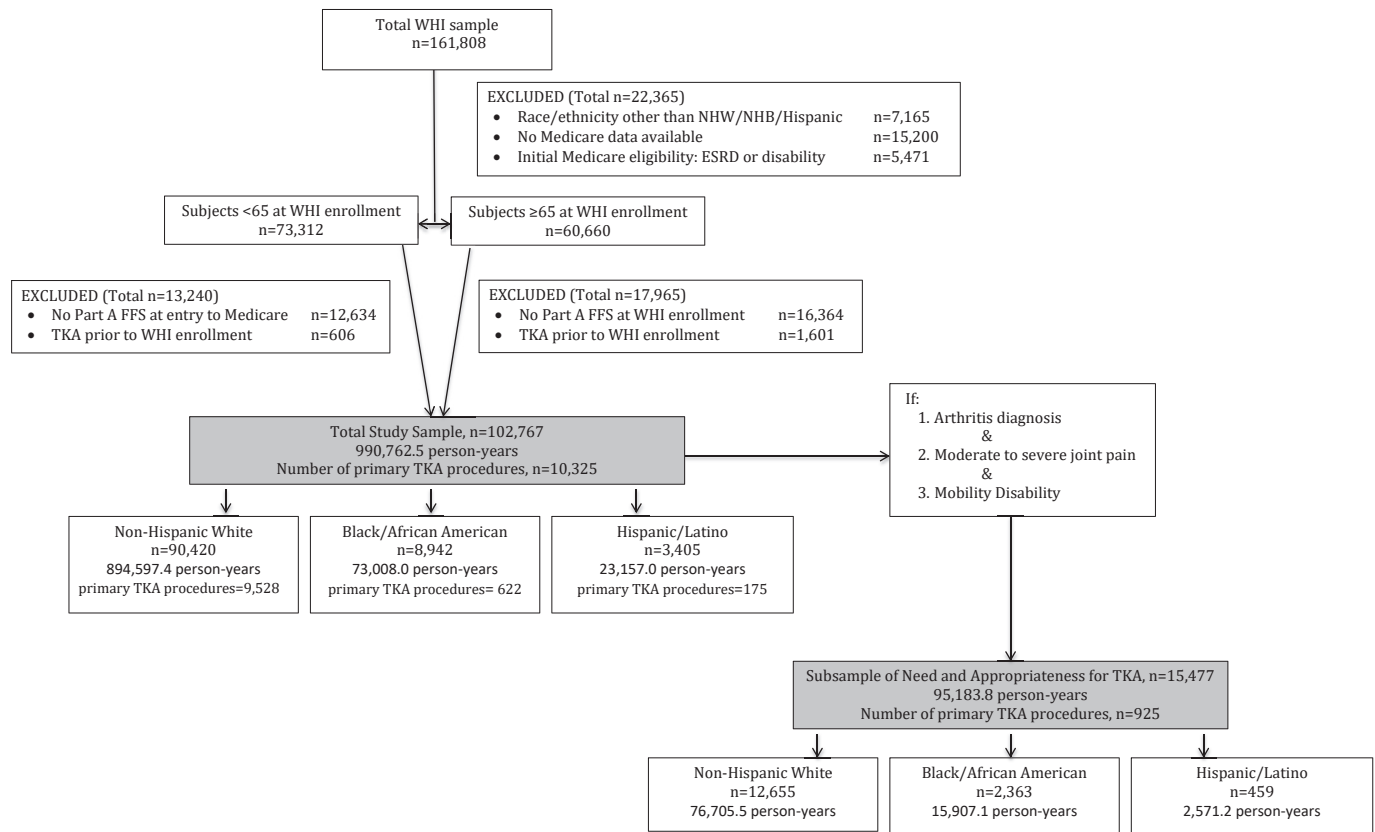 Total WHI sample
n=161,808
EXCLUDED (Total n=22,365)
• Race/ethnicity other than NHW/NHB/Hispanic n=7,165
• No Medicare data available n=15,200
• Initial Medicare eligibility: ESRD or disability n=5,471
Subjects <65 at WHI enrollment
n=73,312
Subjects ≥65 at WHI enrollment
n=60,660
EXCLUDED (Total n=13,240)
• No Part A FFS at entry to Medicare n=12,634
• TKA prior to WHI enrollment n=606
EXCLUDED (Total n=17,965)
• No Part A FFS at WHI enrollment n=16,364
• TKA prior to WHI enrollment n=1,601
Total Study Sample, n=102,767
990,762.5 person-years
Number of primary TKA procedures, n=10,325
If:
1. Arthritis diagnosis
&
2. Moderate to severe joint pain
&
3. Mobility Disability
Non-Hispanic White
n=90,420
894,597.4 person-years
primary TKA procedures=9,528
Black/African American
n=8,942
73,008.0 person-years
primary TKA procedures= 622
Hispanic/Latino
n=3,405
23,157.0 person-years
primary TKA procedures=175
Subsample of Need and Appropriateness for TKA, n=15,477
95,183.8 person-years
Number of primary TKA procedures, n=925
Non-Hispanic White
n=12,655
76,705.5 person-years
Black/African American
n=2,363
15,907.1 person-years
Hispanic/Latino
n=459
2,571.2 person-years